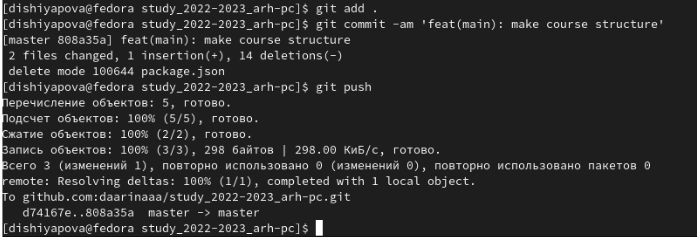 [dishiyapova@fedora study_2022-2023_arh-pc]$ git add .
[dishiyapova@fedora study_2022-2023_arh-pc]$ git commit -am 'feat(main): make course structure'
[master 808a35a] feat(main): make course structure
 2 files changed, 1 insertion(+), 14 deletions(-)
 delete mode 100644 package.json
[dishiyapova@fedora study_2022-2023_arh-pc]$ git push
Перечисление объектов: 5, готово.
Подсчет объектов: 100% (5/5), готово.
Сжатие объектов: 100% (2/2), готово.
Запись объектов: 100% (3/3), 298 байтов | 298.00 КиБ/с, готово.
Всего 3 (изменений 1), повторно использовано 0 (изменений 0), повторно использовано пакетов 0
remote: Resolving deltas: 100% (1/1), completed with 1 local object.
To github.com:daarinaaa/study_2022-2023_arh-pc.git
   d74167e..808a35a  master -> master
[dishiyapova@fedora study_2022-2023_arh-pc]$